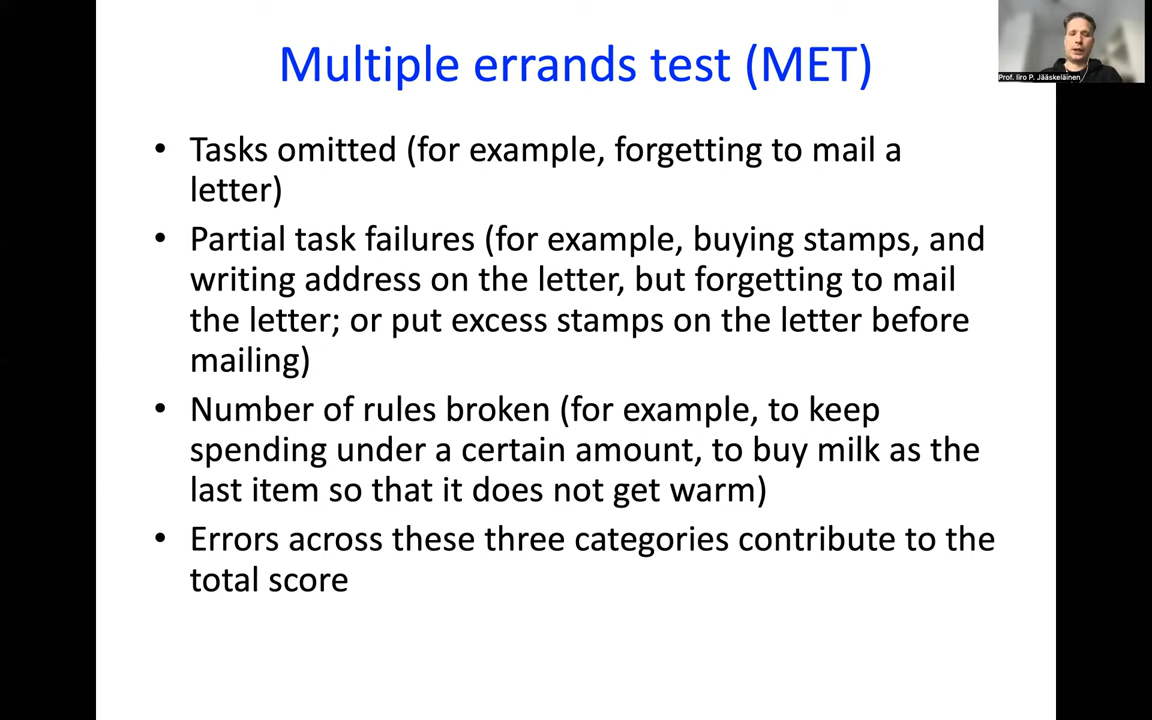 Multiple errands test (MET)
Prof. Iiro P. Jääskeläinen
• Tasks omitted (for example, forgetting to mail a
letter)
• Partial task failures (for example, buying stamps, and
writing address on the letter, but forgetting to mail
the letter; or put excess stamps on the letter before
mailing)
• Number of rules broken (for example, to keep
spending under a certain amount, to buy milk as the
last item so that it does not get warm)
• Errors across these three categories contribute to the
total score